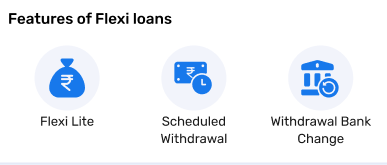 Features of Flexi loans
Flexi Lite
Scheduled
Withdrawal
Withdrawal Bank
Change